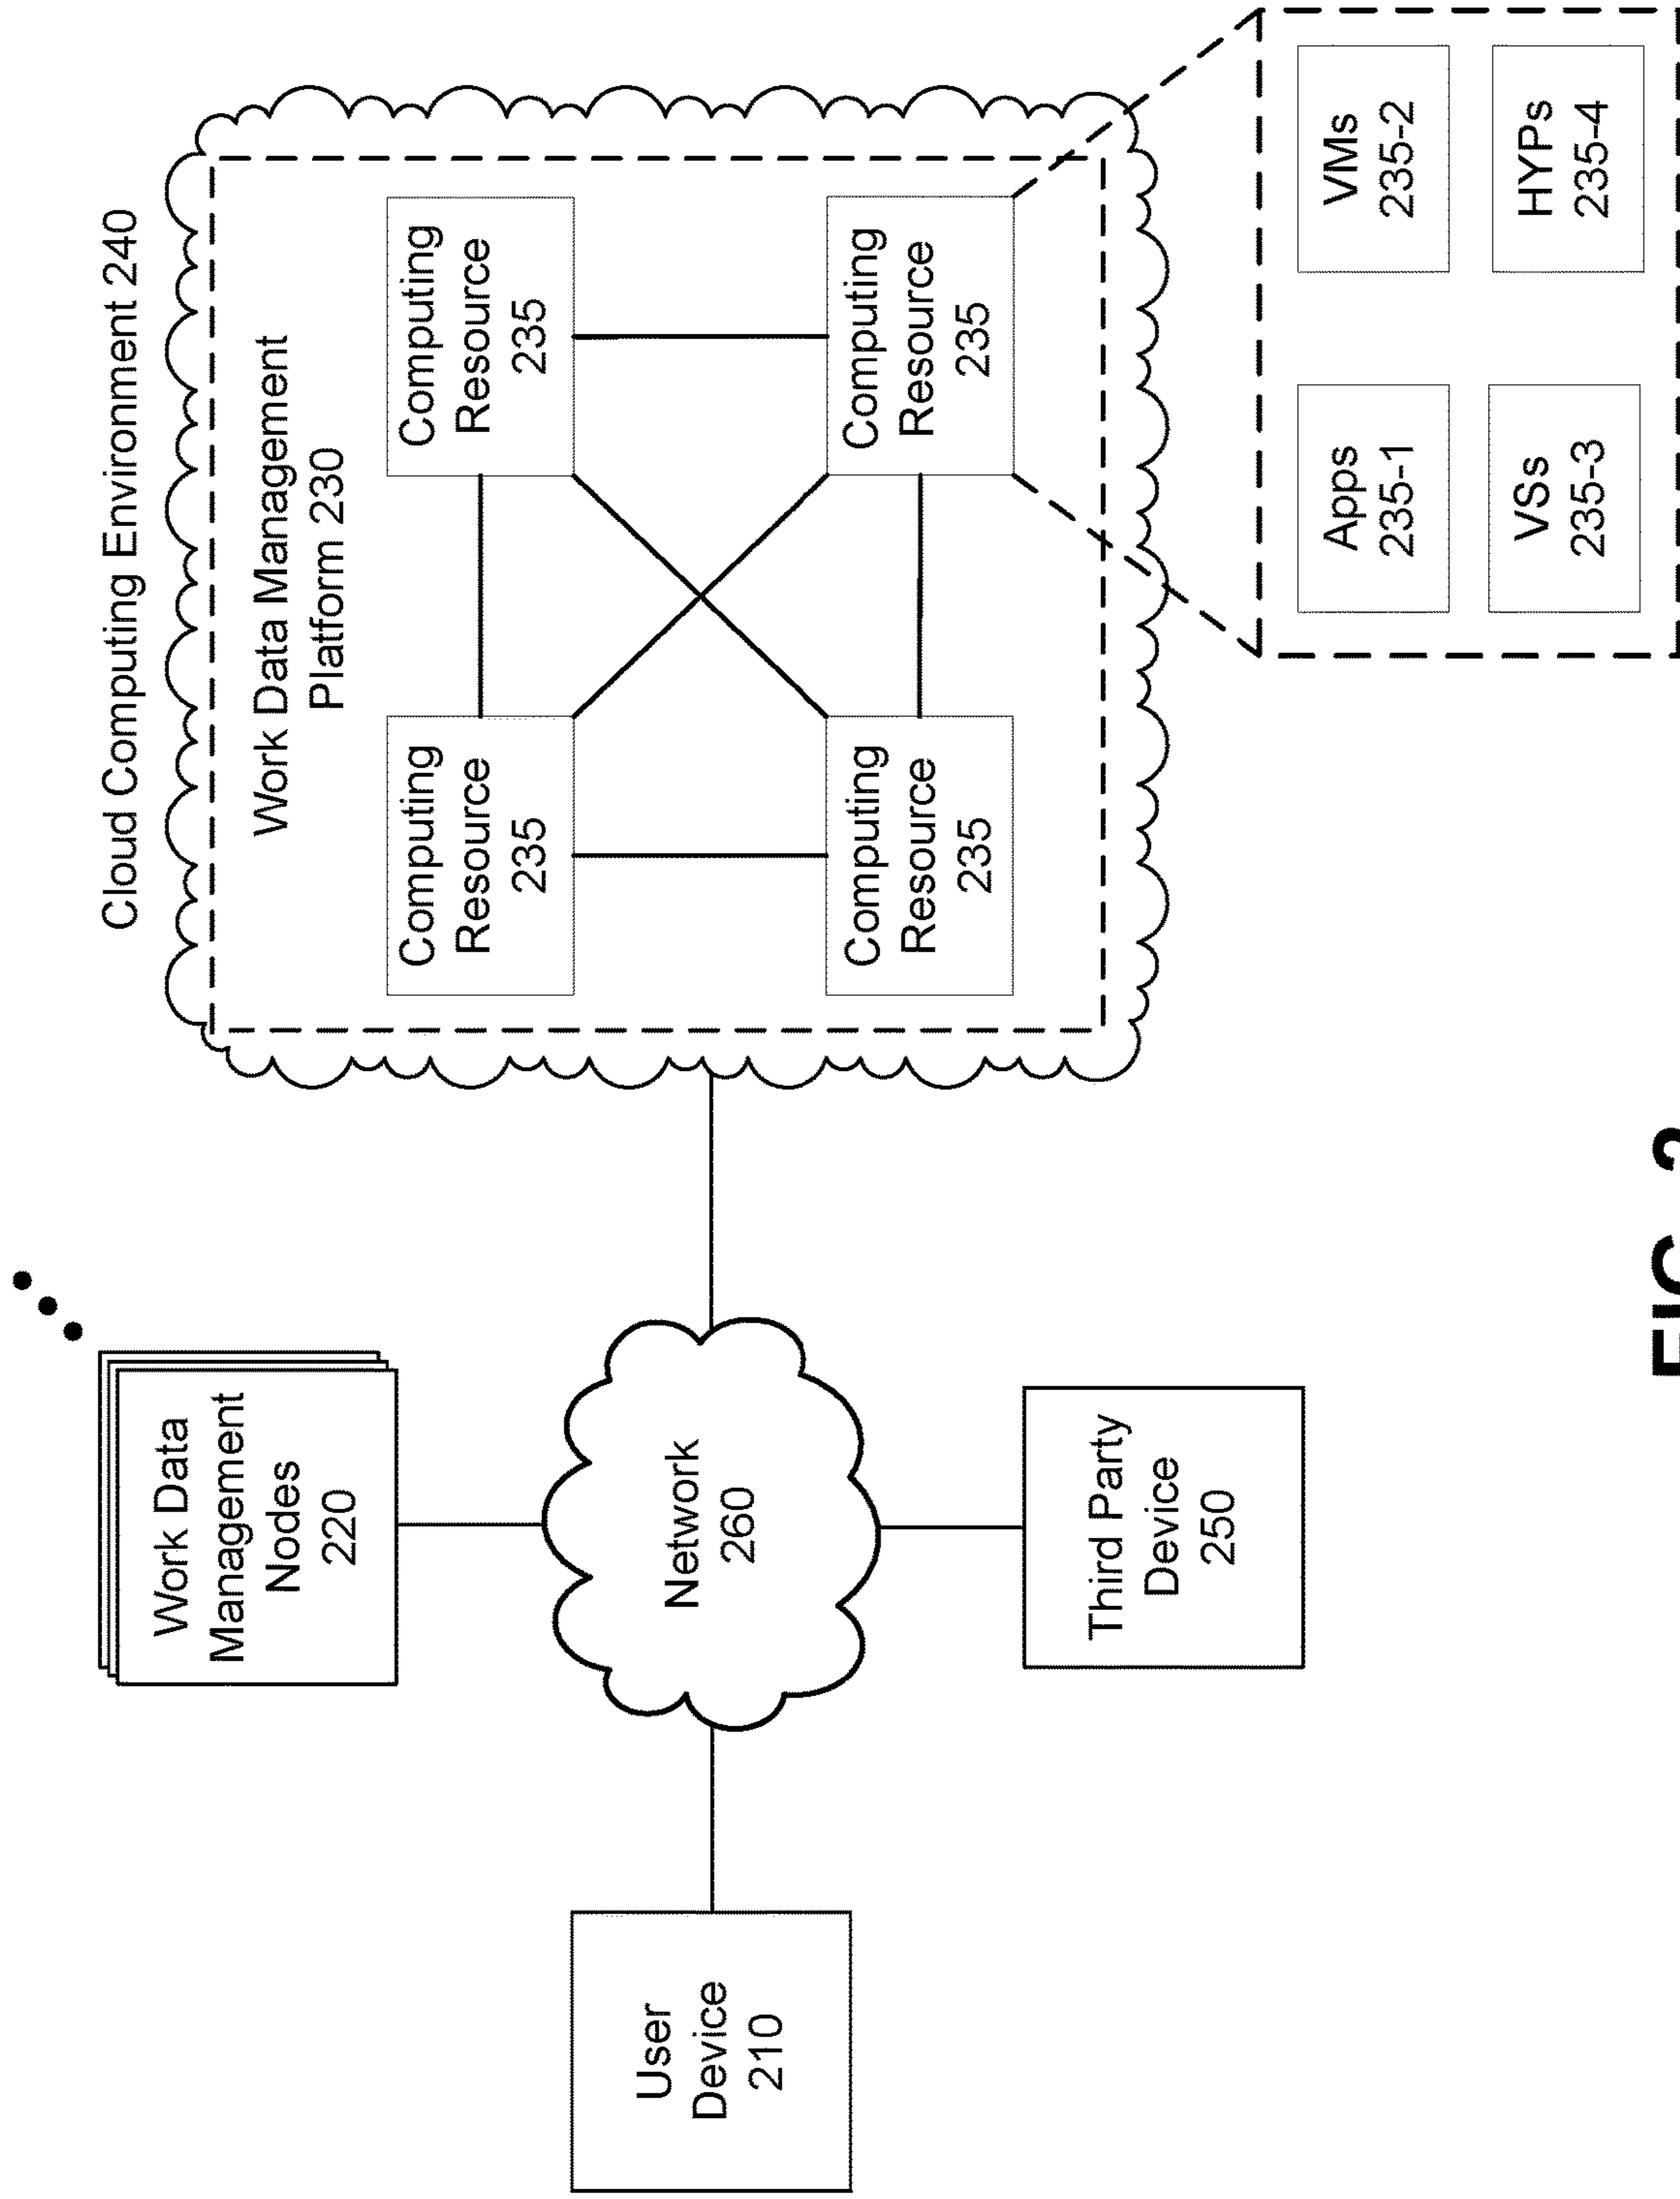 Cloud Computing Environment 240
Work Data
Management
Nodes
220
Work Data Management
Platform 230
Computing
Resource
235
Computing
Resource
235
User
Device
210
Network
260
Computing
Resource
235
Computing
Resource
235
Third Party
Device
250
Apps
235-1
VMs
235-2
VSs
235-3
HYPs
235-4
FIG